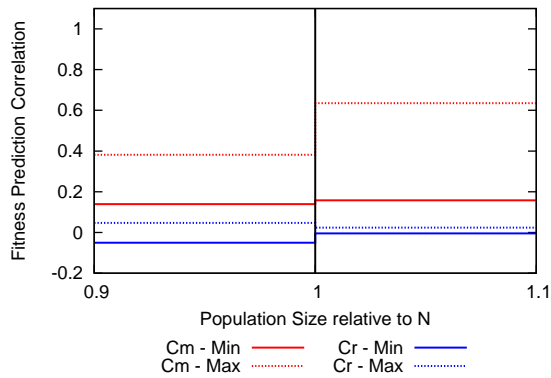 1
0.8
0.6
0.4
0.2
0
-0.2
Fitness Prediction Correlation
0.9
1
1.1
Population Size relative to N
Cm - Min
Cr - Min
Cm - Max
Cr - Max